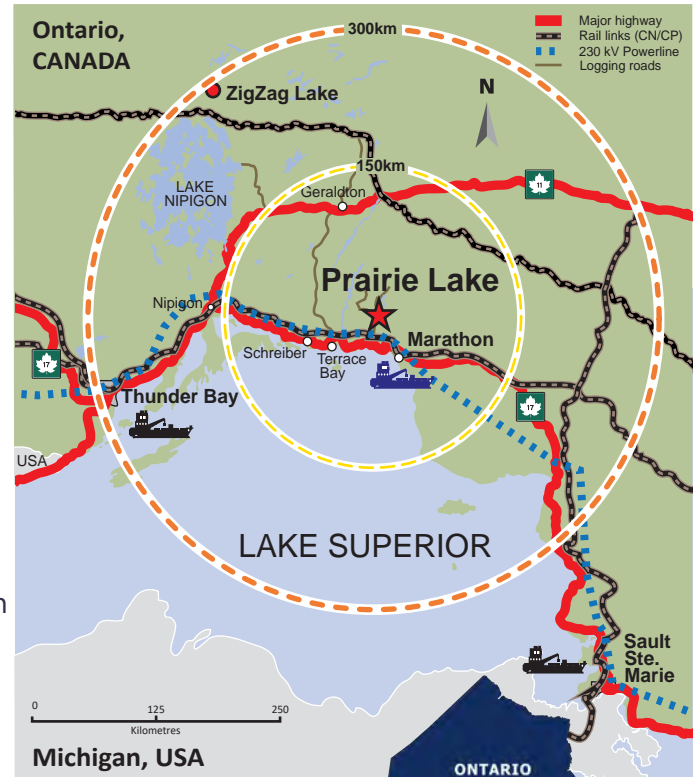 Ontario,
CANADA
300km
Major highway
Rail links (CN/CP)
230 kV Powerline
Logging roads
ZigZag Lake
N
150km
11
LAKE
NIPIGON
Geraldton
Prairie Lake
Nipigon
Marathon
Schreiber
Terrace
Bay
17
Thunder Bay
17
USA
LAKE SUPERIOR
n
Sault
Ste.
Marie
0 125 250
Kilometres
Michigan, USA
ONTARIO